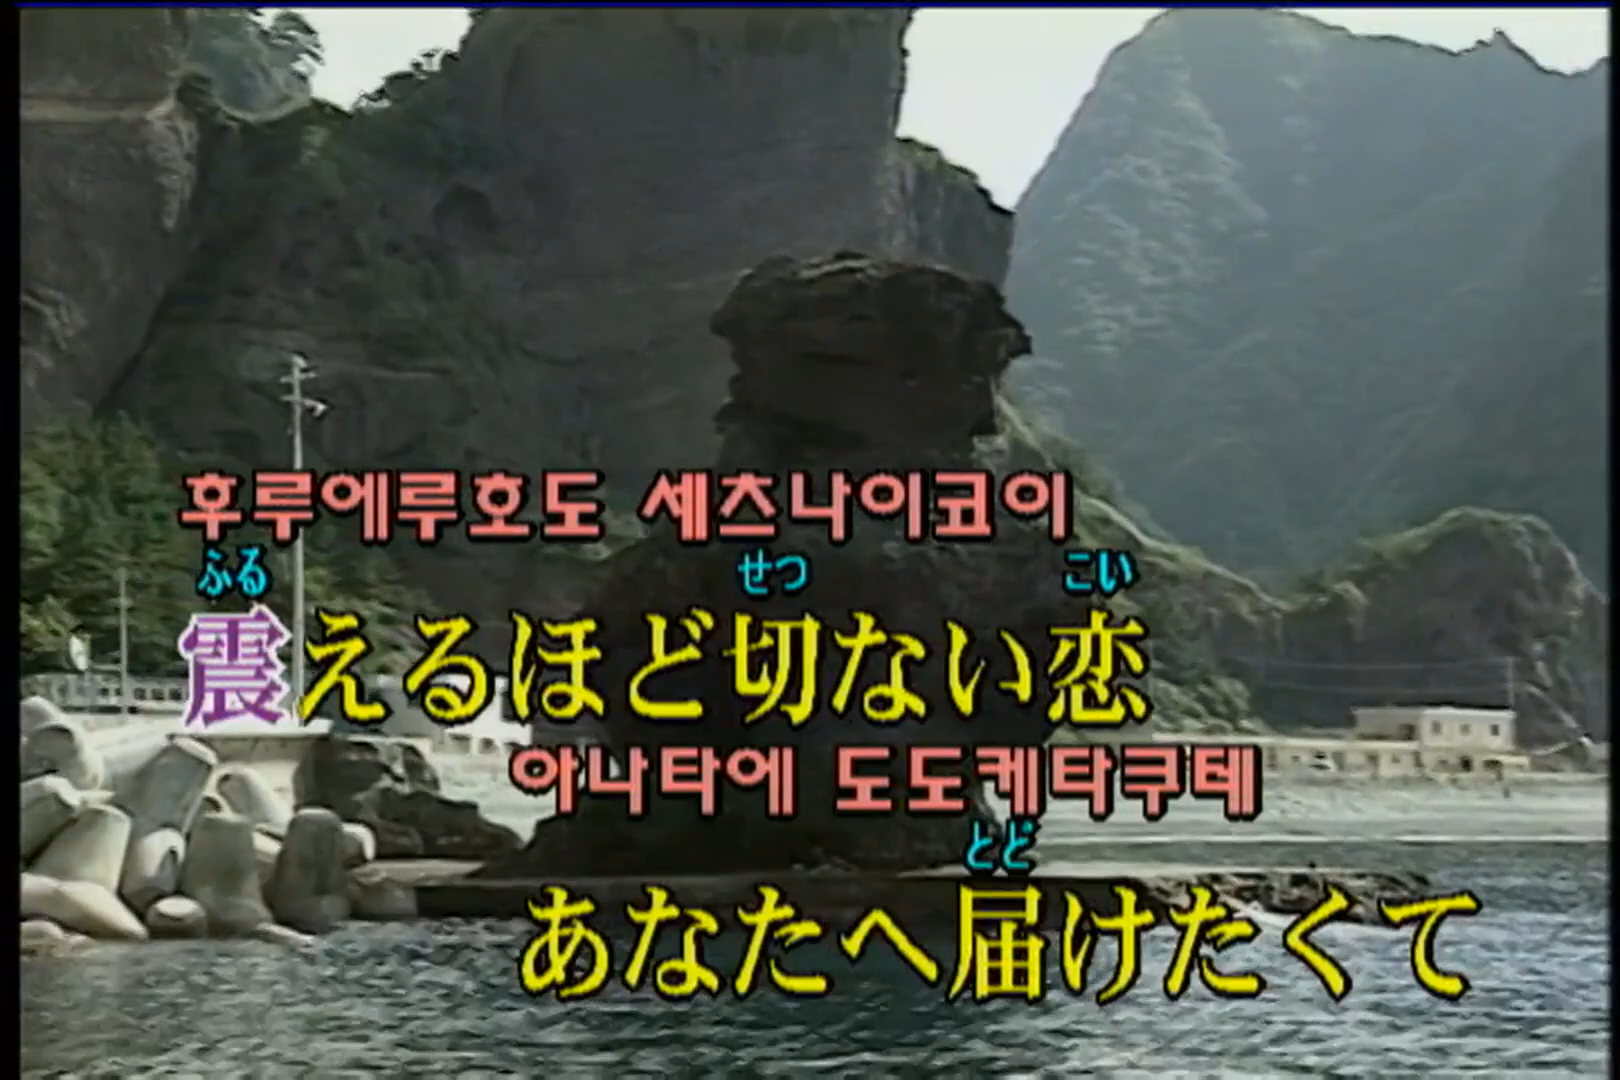 후루에루호도 세츠나이코이
ふる せつ こい
震えるほど切ない恋
아나타에 도도케타쿠테
とど
あなたへ届けたくて